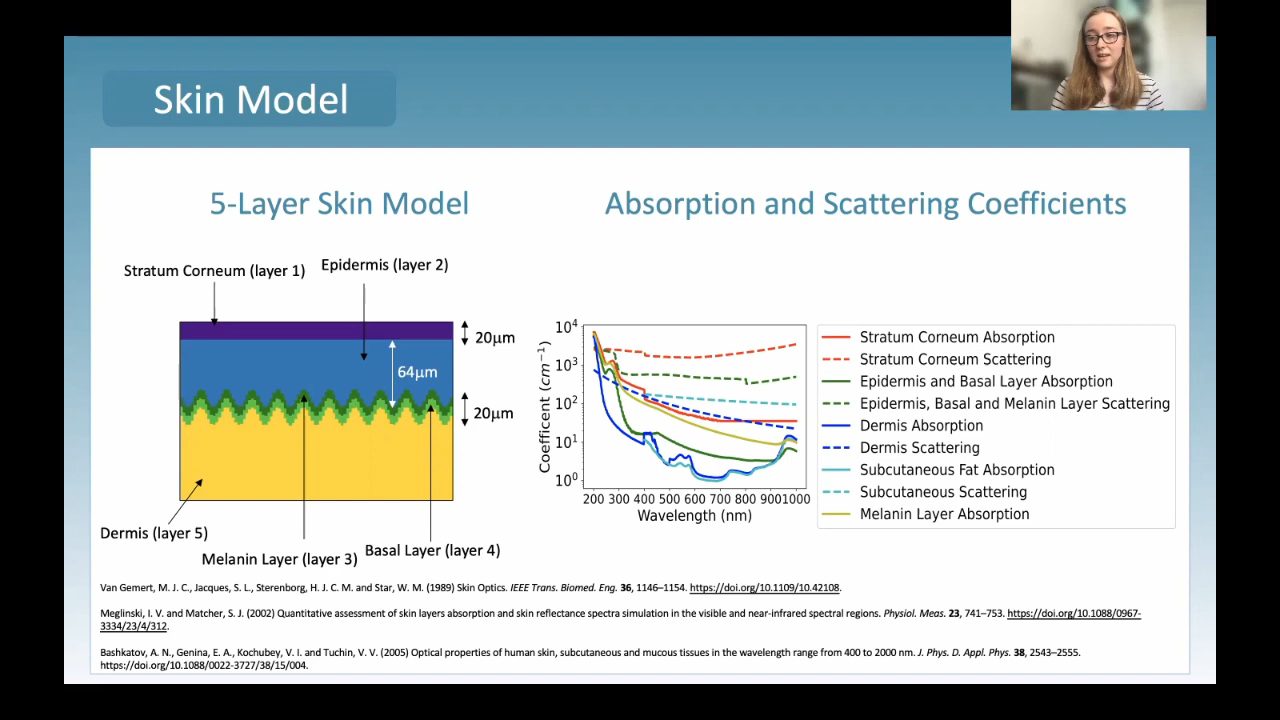 Skin Model
5-Layer Skin Model
Absorption and Scattering Coefficients
Stratum Corneum (layer 1)
Epidermis (layer 2)
20μm
64μm
20μm
Dermis (layer 5)
Melanin Layer (layer 3)
Basal Layer (layer 4)
Coefficent (cm⁻¹)
10⁴
10³
10²
10¹
10⁰
200 300 400 500 600 700 800 900 1000
Wavelength (nm)
Stratum Corneum Absorption
Stratum Corneum Scattering
Epidermis and Basal Layer Absorption
Epidermis, Basal and Melanin Layer Scattering
Dermis Absorption
Dermis Scattering
Subcutaneous Fat Absorption
Subcutaneous Scattering
Melanin Layer Absorption
Van Gemert, M. J. C., Jacques, S. L., Sterenborg, H. J. C. M. and Star, W. M. (1989) Skin Optics. IEEE Trans. Biomed. Eng. 36, 1146–1154. https://doi.org/10.1109/10.42108.
Meglinski, I. V. and Matcher, S. J. (2002) Quantitative assessment of skin layers absorption and skin reflectance spectra simulation in the visible and near-infrared spectral regions. Physiol. Meas. 23, 741–753. https://doi.org/10.1088/0967-
3334/23/4/312.
Bashkatov, A. N., Genina, E. A., Kochubey, V. I. and Tuchin, V. V. (2005) Optical properties of human skin, subcutaneous and mucous tissues in the wavelength range from 400 to 2000 nm. J. Phys. D. Appl. Phys. 38, 2543–2555.
https://doi.org/10.1088/0022-3727/38/15/004.